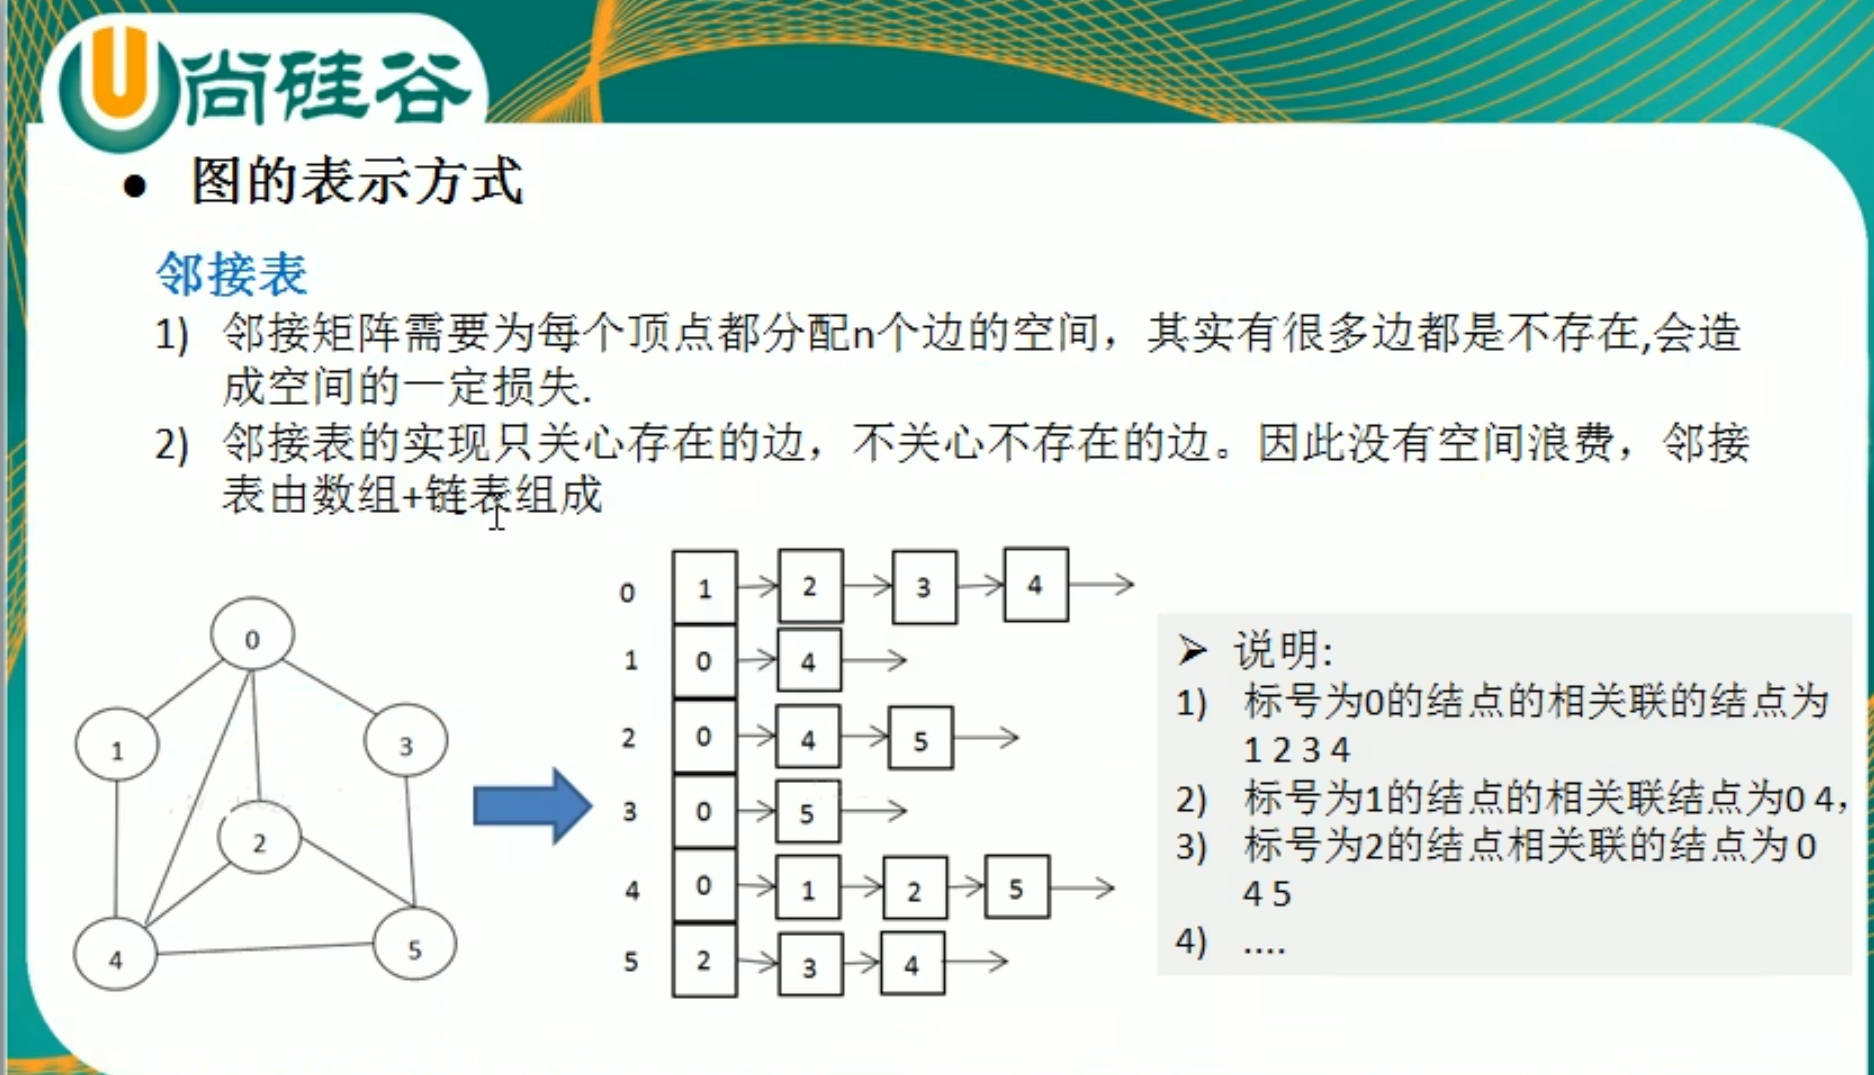 尚硅谷
● 图的表示方式
邻接表
1) 邻接矩阵需要为每个顶点都分配n个边的空间，其实有很多边都是不存在,会造
成空间的一定损失.
2) 邻接表的实现只关心存在的边，不关心不存在的边。因此没有空间浪费，邻接
表由数组+链表组成
0
1
3
2
4
5
0 1 2 3 4
1 0 4
2 0 4 5
3 0 5
4 0 1 2 5
5 2 3 4
➢ 说明:
1) 标号为0的结点的相关联的结点为
1 2 3 4
2) 标号为1的结点的相关联结点为0 4，
3) 标号为2的结点相关联的结点为 0
4 5
4) ....